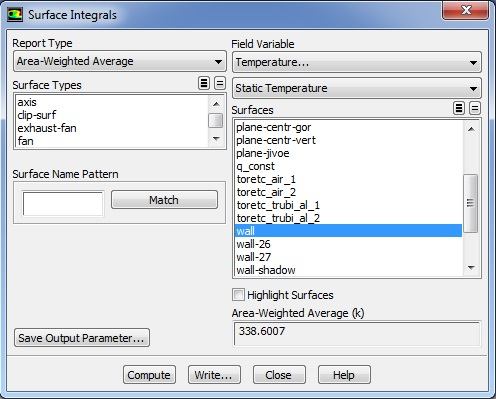 Surface Integrals
Report Type
Area-Weighted Average
Surface Types
axis
clip-surf
exhaust-fan
fan
Surface Name Pattern
Match
Save Output Parameter...
Field Variable
Temperature...
Static Temperature
Surfaces
plane-centr-gor
plane-centr-vert
plane-jivoe
q_const
toretc_air_1
toretc_air_2
toretc_trubi_al_1
toretc_trubi_al_2
wall
wall-26
wall-27
wall-shadow
Highlight Surfaces
Area-Weighted Average (k)
338.6007
Compute
Write...
Close
Help